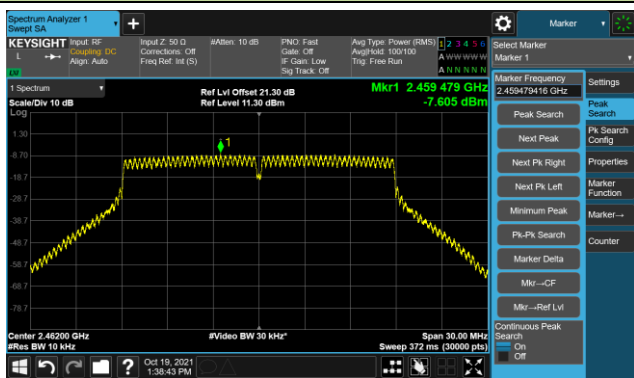 Spectrum Analyzer 1
Swept SA
+
Marker
KEYSIGHT
L
Input: RF
Coupling: DC
Align: Auto
Input Z: 50 Ω
Corrections: Off
Freq Ref: Int (S)
#Atten: 10 dB
PNO: Fast
Gate: Off
IF Gain: Low
Sig Track: Off
Avg Type: Power (RMS)
Avg|Hold: 100/100
Trig: Free Run
1 2 3 4 5 6
A W W W W W
A N N N N N
Select Marker
Marker 1
1 Spectrum
Scale/Div 10 dB
Log
Ref Lvl Offset 21.30 dB
Ref Level 11.30 dBm
Mkr1 2.459 479 GHz
-7.605 dBm
Marker Frequency
2.459479416 GHz
Settings
Peak Search
Peak
Search
Next Peak
Pk Search
Config
Next Pk Right
Properties
Next Pk Left
Marker
Function
Minimum Peak
Marker→
Pk-Pk Search
Counter
Marker Delta
Mkr→CF
Mkr→Ref Lvl
Continuous Peak
Search
On
Off
1
1.30
-8.70
-18.7
-28.7
-38.7
-48.7
-58.7
-68.7
-78.7
Center 2.46200 GHz
#Res BW 10 kHz
#Video BW 30 kHz*
Span 30.00 MHz
Sweep 372 ms (30000 pts)
?
Oct 19, 2021
1:38:43 PM